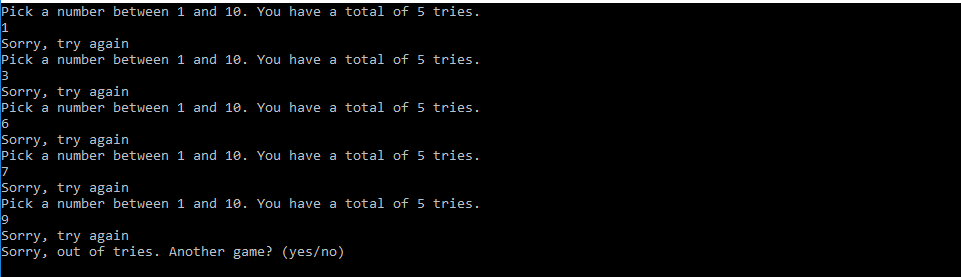 Pick a number between 1 and 10. You have a total of 5 tries.
1
Sorry, try again
Pick a number between 1 and 10. You have a total of 5 tries.
3
Sorry, try again
Pick a number between 1 and 10. You have a total of 5 tries.
6
Sorry, try again
Pick a number between 1 and 10. You have a total of 5 tries.
7
Sorry, try again
Pick a number between 1 and 10. You have a total of 5 tries.
9
Sorry, try again
Sorry, out of tries. Another game? (yes/no)